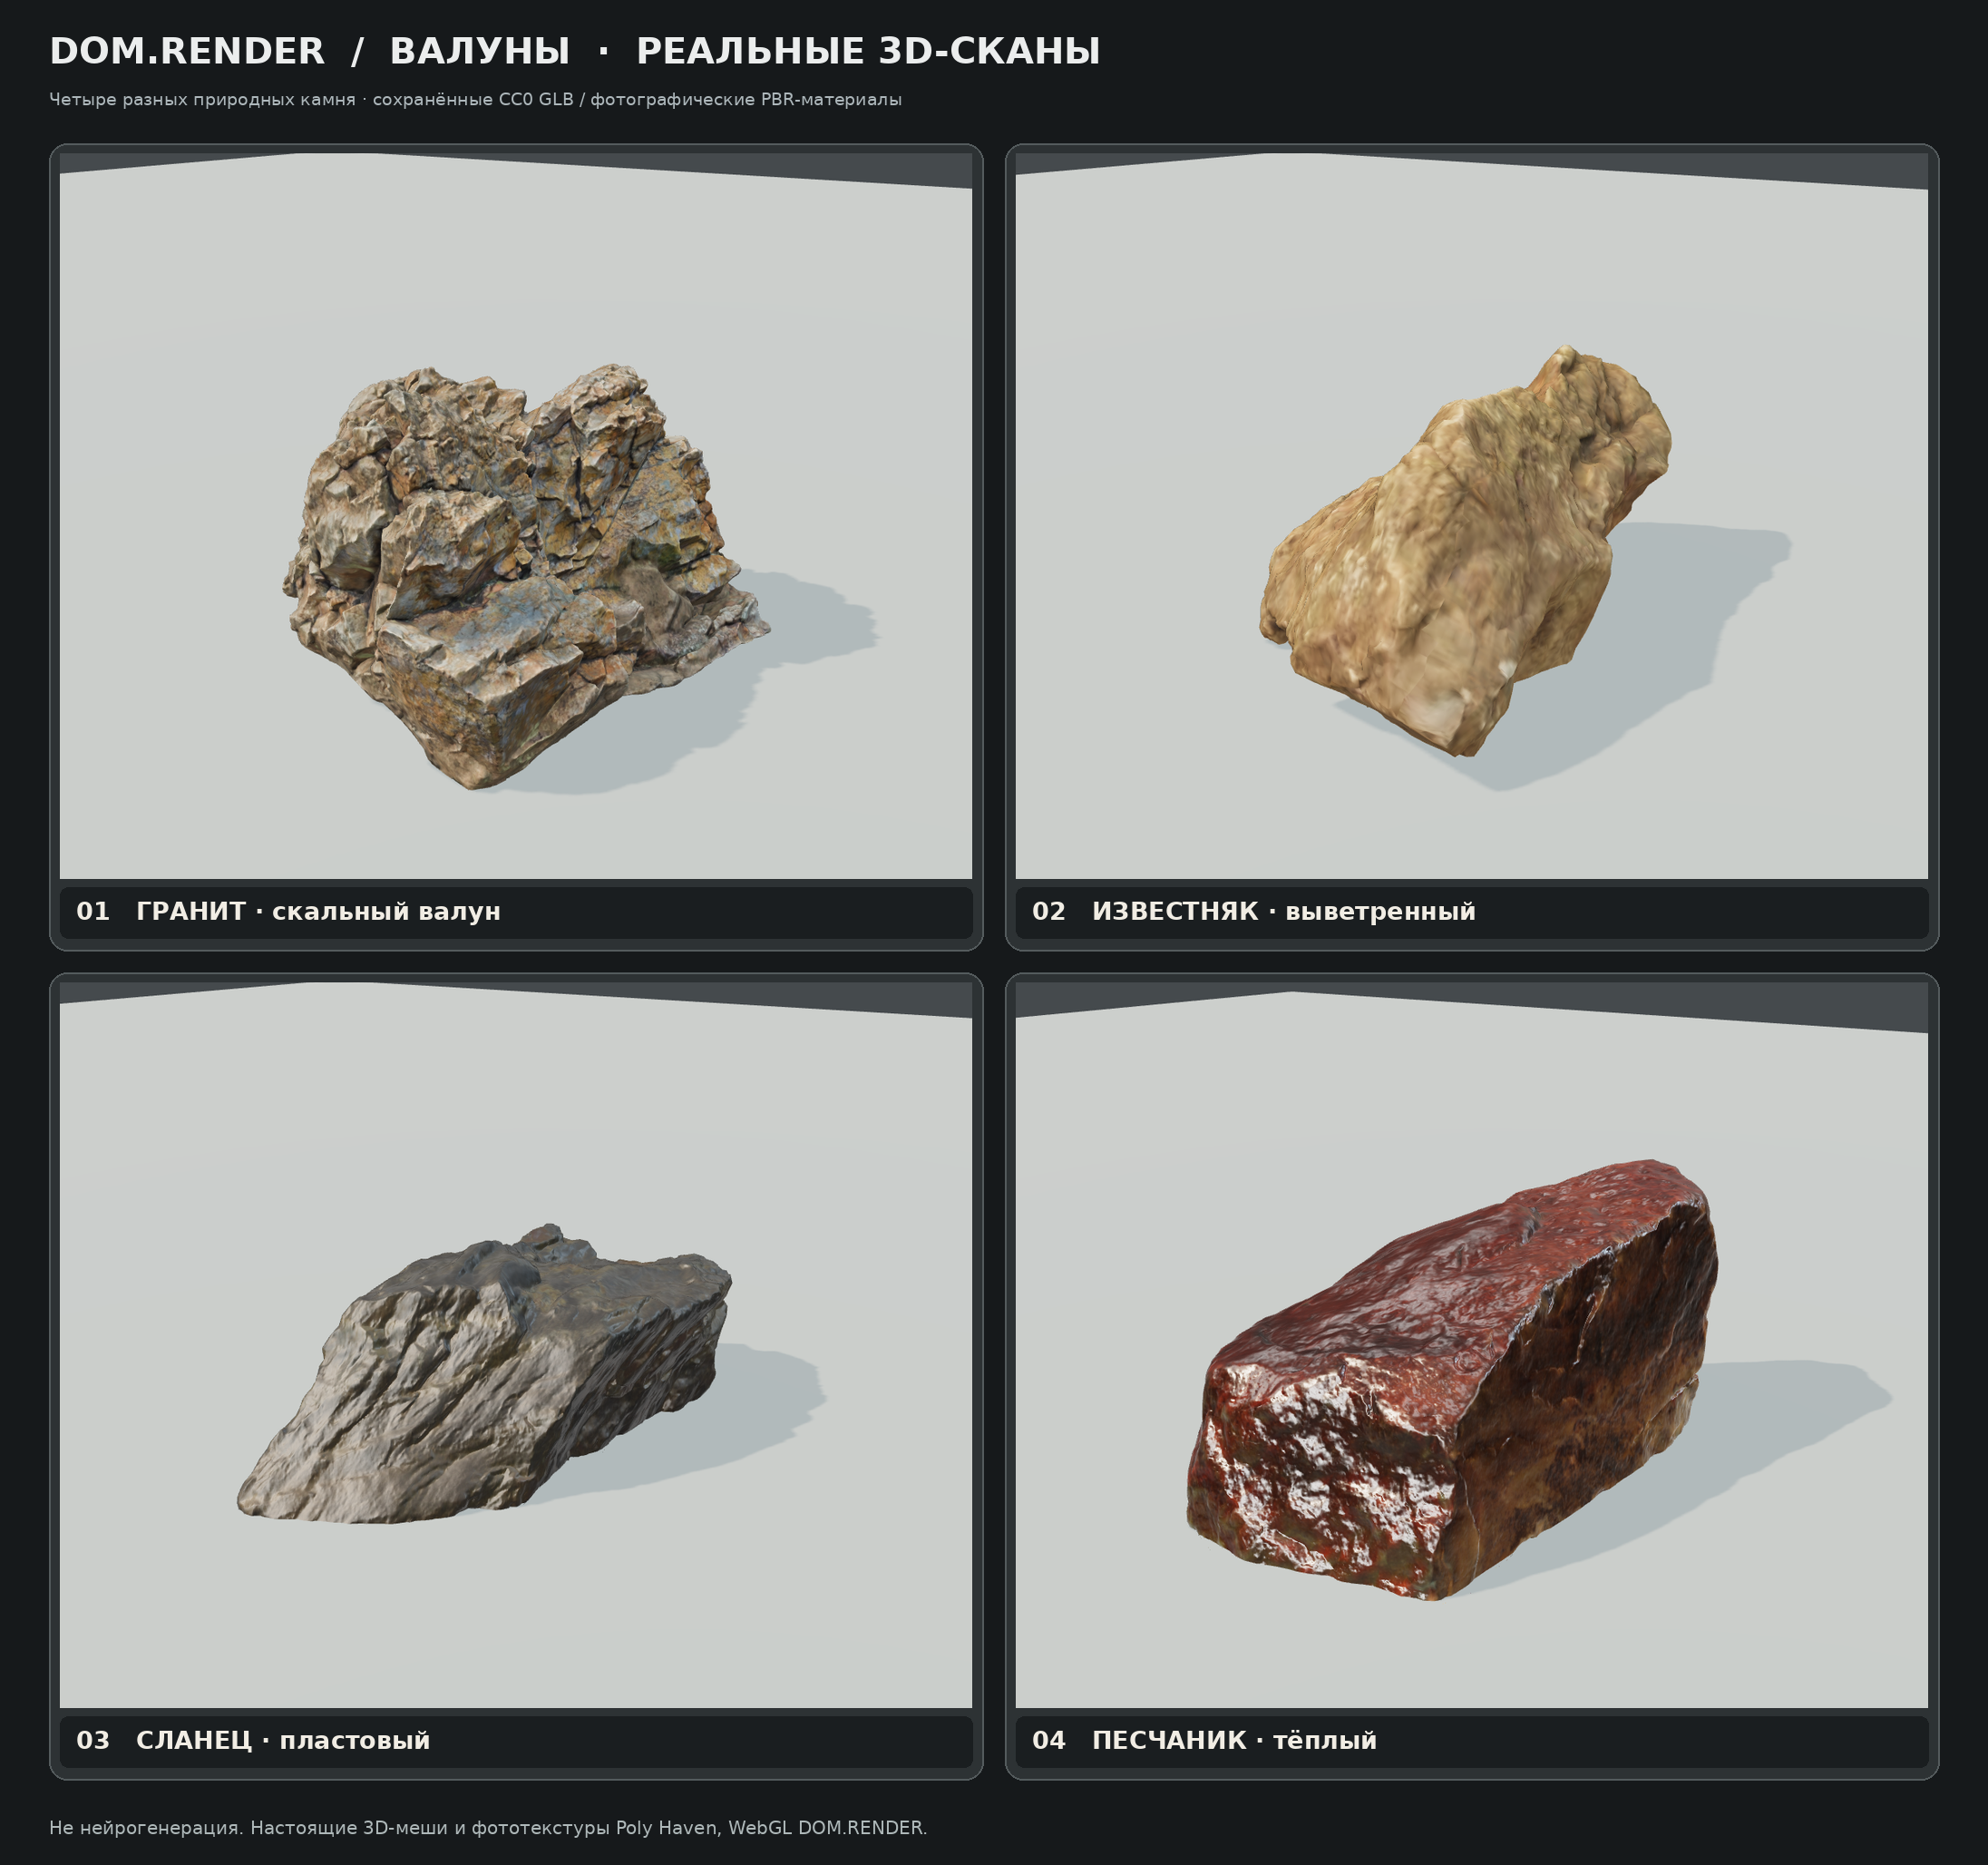 DOM.RENDER / ВАЛУНЫ · РЕАЛЬНЫЕ 3D-СКАНЫ
Четыре разных природных камня · сохранённые CC0 GLB / фотографические PBR-материалы
01 ГРАНИТ · скальный валун
02 ИЗВЕСТНЯК · выветренный
03 СЛАНЕЦ · пластовый
04 ПЕСЧАНИК · тёплый
Не нейрогенерация. Настоящие 3D-меши и фототекстуры Poly Haven, WebGL DOM.RENDER.